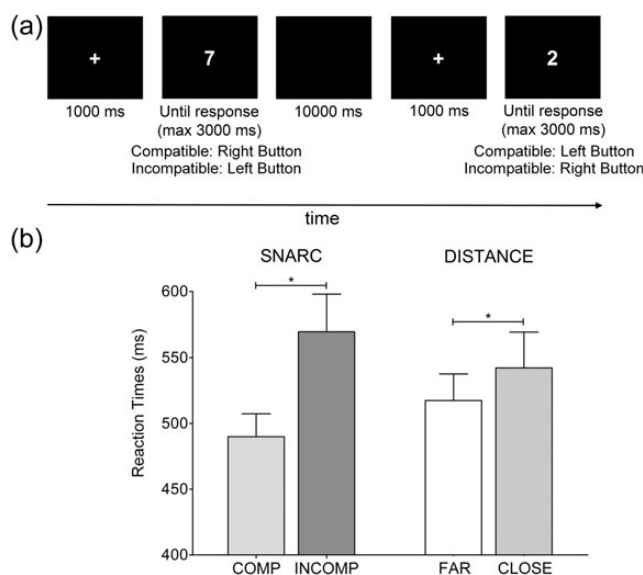 (a)
+
7
+
2
1000 ms
Until response
(max 3000 ms)
10000 ms
1000 ms
Until response
(max 3000 ms)
Compatible: Right Button
Incompatible: Left Button
Compatible: Left Button
Incompatible: Right Button
time
(b)
SNARC
DISTANCE
*
*
Reaction Times (ms)
600
550
500
450
400
COMP
INCOMP
FAR
CLOSE